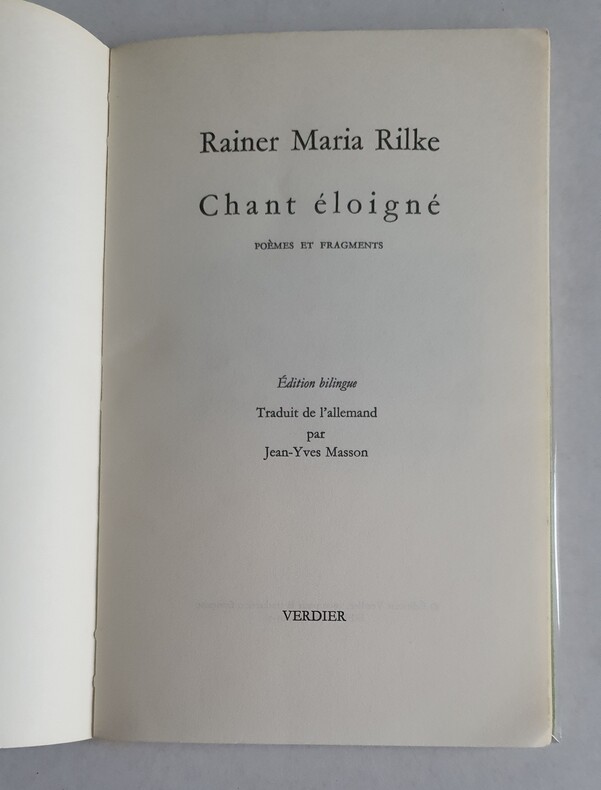 Rainer Maria Rilke
Chant éloigné
POÈMES ET FRAGMENTS
Édition bilingue
Traduit de l'allemand
par
Jean-Yves Masson
VERDIER